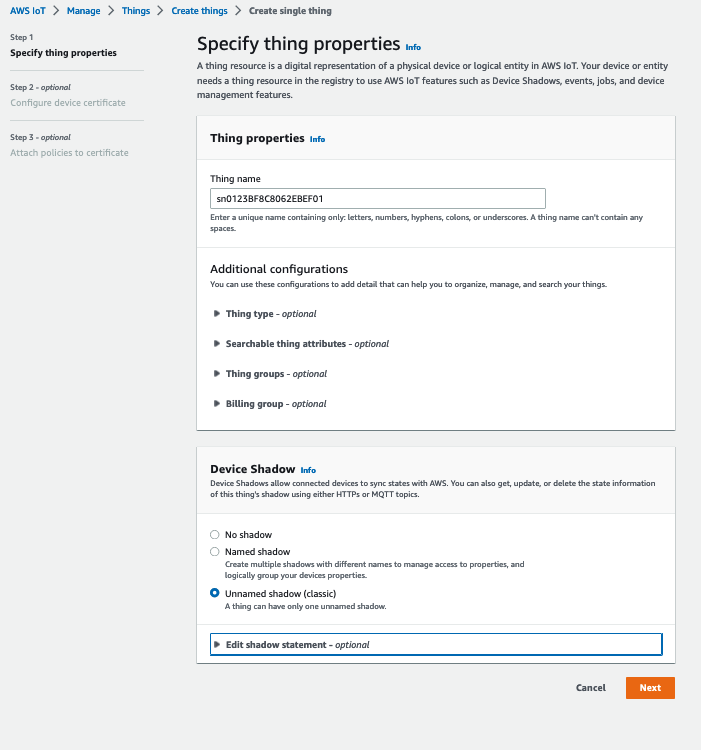 AWS IoT > Manage > Things > Create things > Create single thing
Step 1
Specify thing properties
Step 2 - optional
Configure device certificate
Step 3 - optional
Attach policies to certificate
Specify thing properties Info
A thing resource is a digital representation of a physical device or logical entity in AWS IoT. Your device or entity
needs a thing resource in the registry to use AWS IoT features such as Device Shadows, events, jobs, and device
management features.
Thing properties Info
Thing name
sn0123BF8C8062EBEF01
Enter a unique name containing only: letters, numbers, hyphens, colons, or underscores. A thing name can't contain any
spaces.
Additional configurations
You can use these configurations to add detail that can help you to organize, manage, and search your things.
Thing type - optional
Searchable thing attributes - optional
Thing groups - optional
Billing group - optional
Device Shadow Info
Device Shadows allow connected devices to sync states with AWS. You can also get, update, or delete the state information
of this thing's shadow using either HTTPs or MQTT topics.
No shadow
Named shadow
Create multiple shadows with different names to manage access to properties, and
logically group your devices properties.
Unnamed shadow (classic)
A thing can have only one unnamed shadow.
Edit shadow statement - optional
Cancel
Next